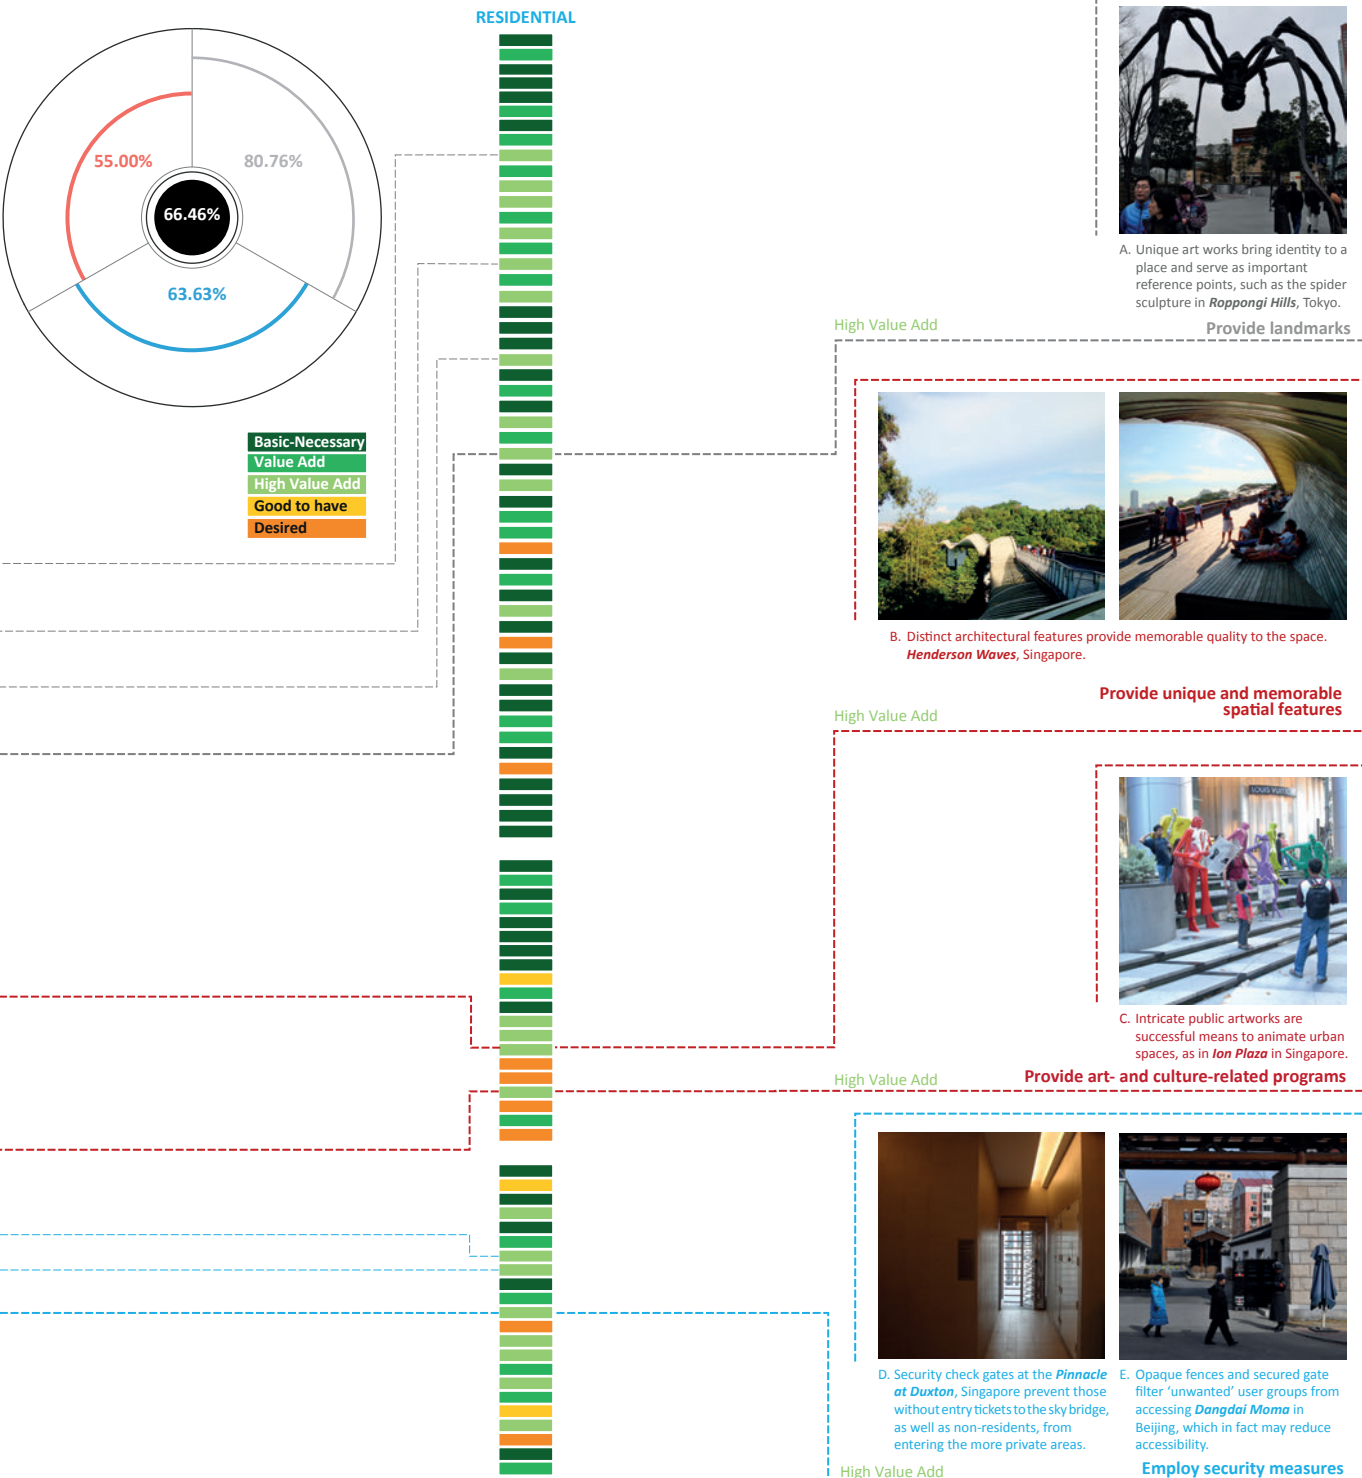 RESIDENTIAL
55.00%
80.76%
66.46%
63.63%
Basic-Necessary
Value Add
High Value Add
Good to have
Desired
A. Unique art works bring identity to a
place and serve as important
reference points, such as the spider
sculpture in Roppongi Hills, Tokyo.
High Value Add
Provide landmarks
B. Distinct architectural features provide memorable quality to the space.
Henderson Waves, Singapore.
Provide unique and memorable
spatial features
High Value Add
LOUIS VUITTON
C. Intricate public artworks are
successful means to animate urban
spaces, as in Ion Plaza in Singapore.
High Value Add
Provide art- and culture-related programs
D. Security check gates at the Pinnacle
at Duxton, Singapore prevent those
without entry tickets to the sky bridge,
as well as non-residents, from
entering the more private areas.
E. Opaque fences and secured gate
filter ‘unwanted’ user groups from
accessing Dangdai Moma in
Beijing, which in fact may reduce
accessibility.
High Value Add
Employ security measures